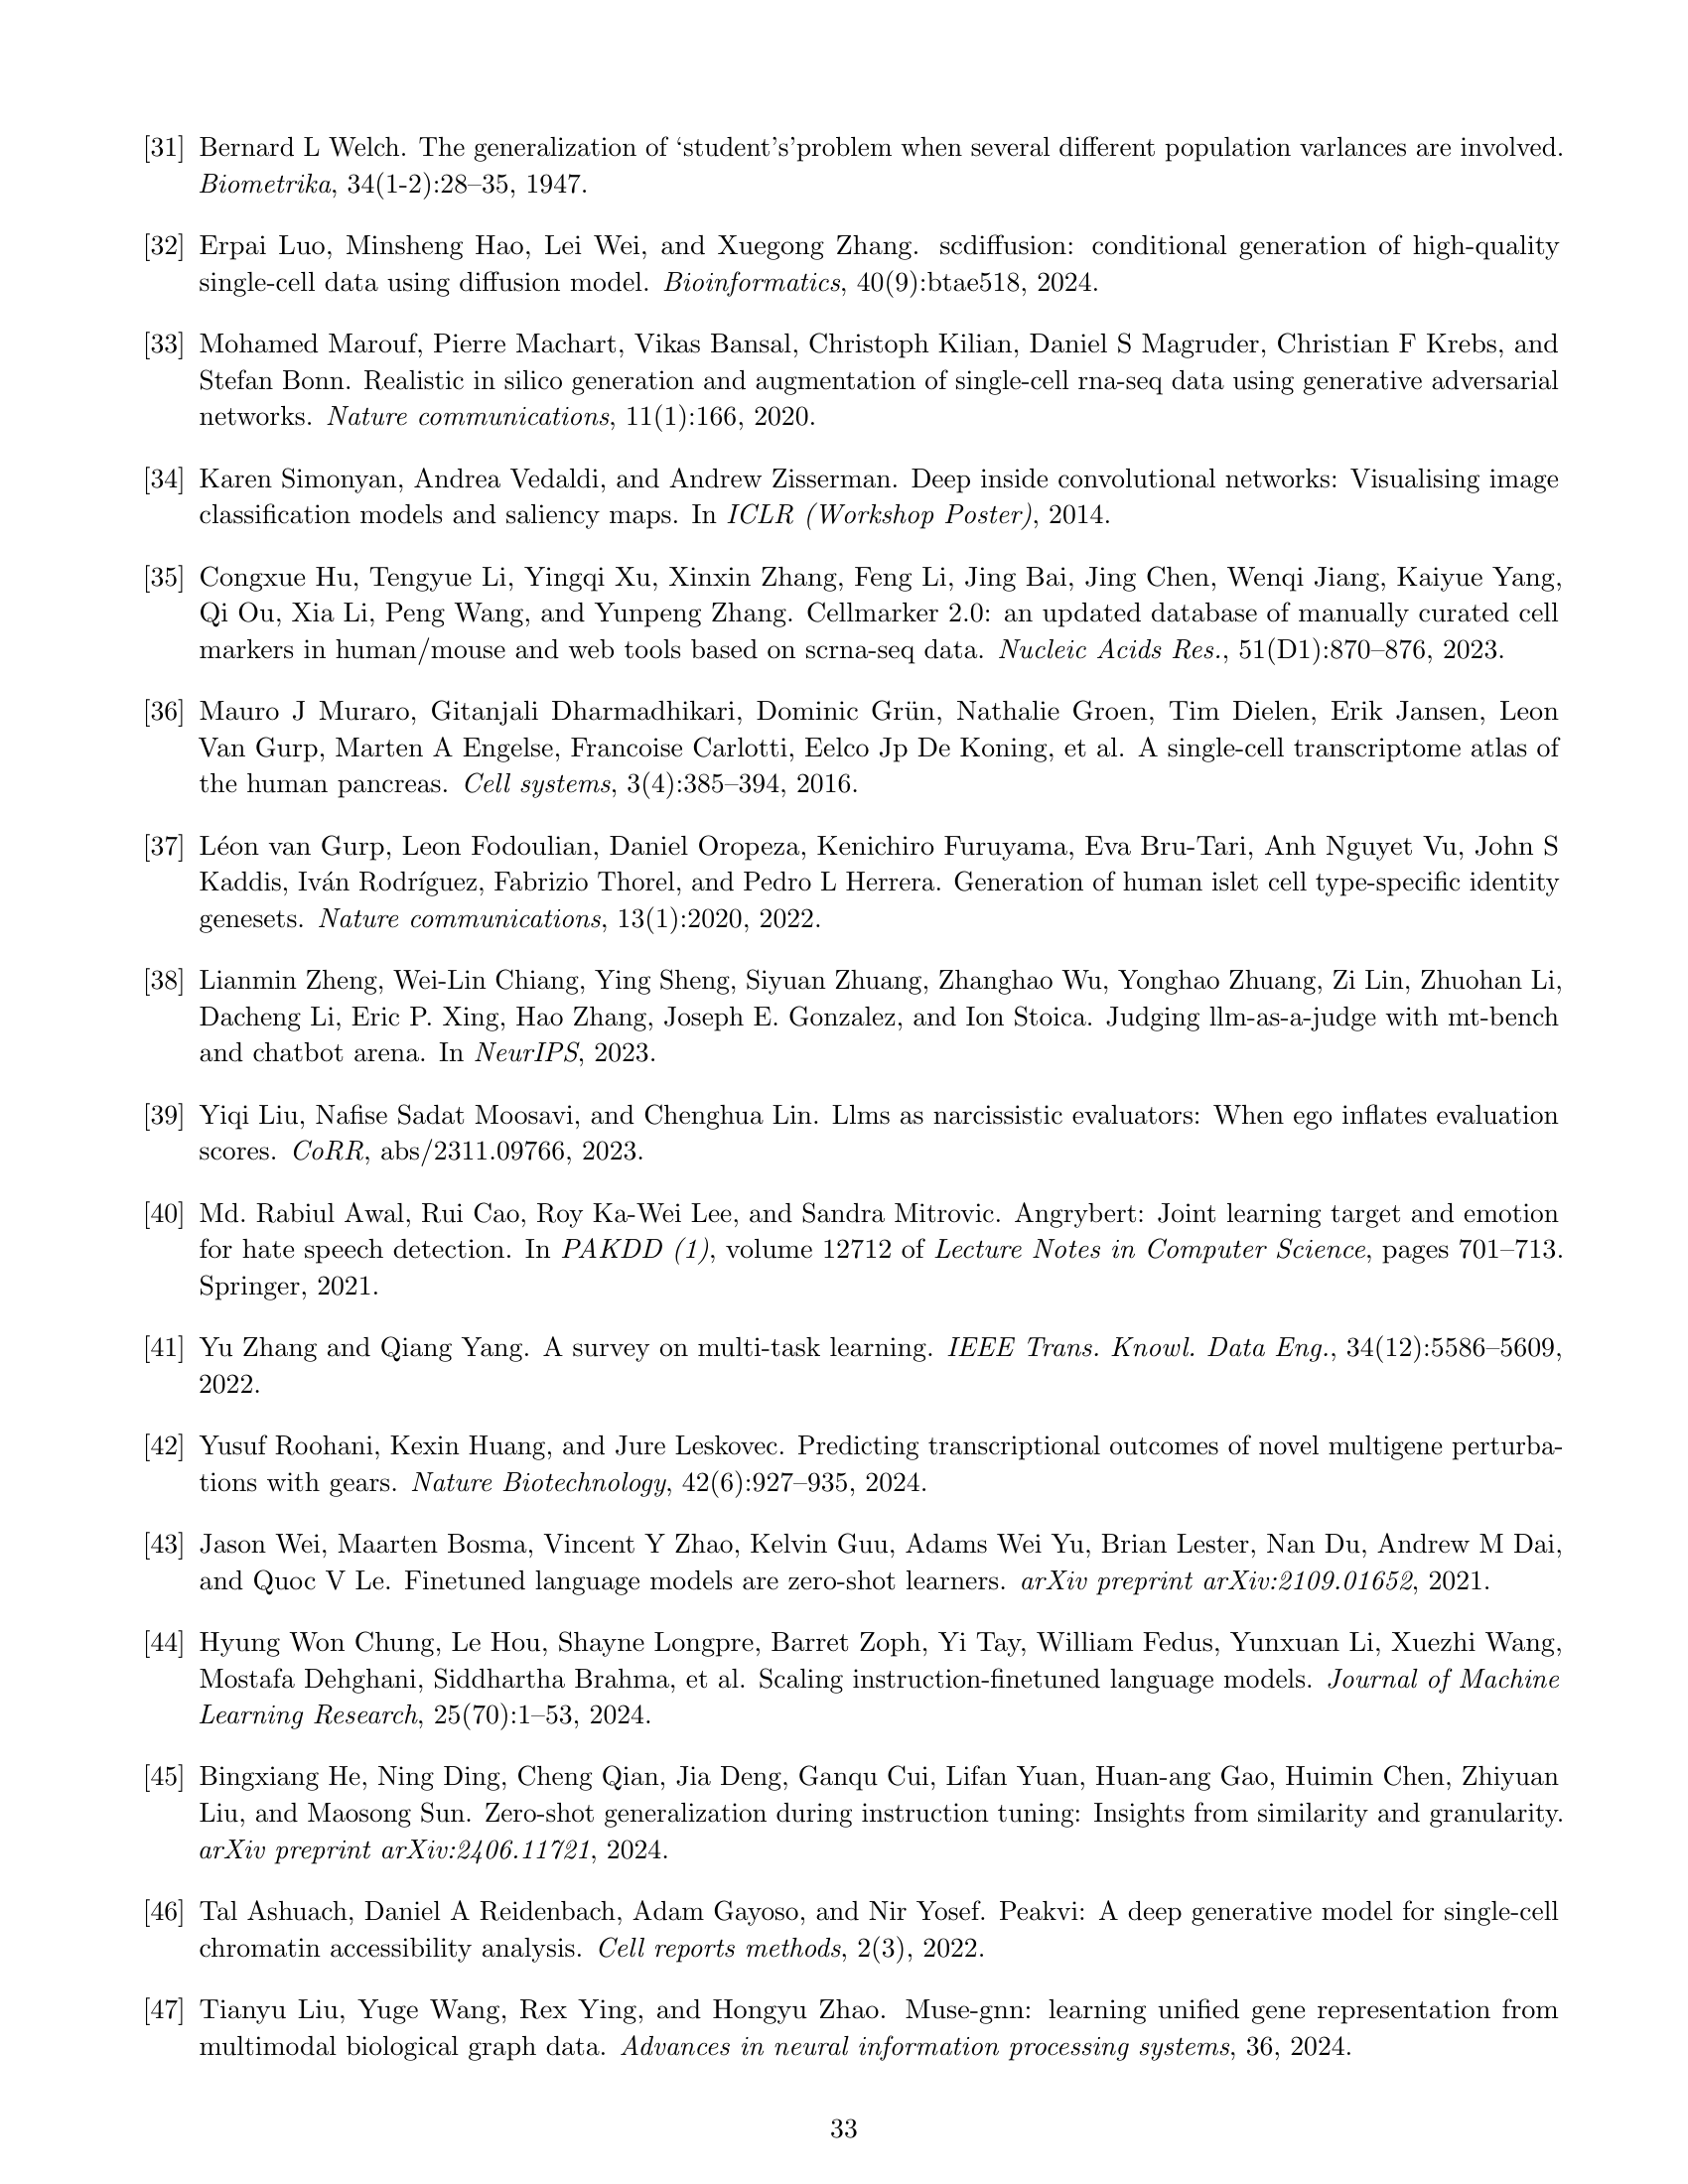 [31] Bernard L Welch. The generalization of ‘student’s’problem when several different population varlances are involved.
Biometrika, 34(1-2):28–35, 1947.
[32] Erpai Luo, Minsheng Hao, Lei Wei, and Xuegong Zhang. scdiffusion: conditional generation of high-quality
single-cell data using diffusion model. Bioinformatics, 40(9):btae518, 2024.
[33] Mohamed Marouf, Pierre Machart, Vikas Bansal, Christoph Kilian, Daniel S Magruder, Christian F Krebs, and
Stefan Bonn. Realistic in silico generation and augmentation of single-cell rna-seq data using generative adversarial
networks. Nature communications, 11(1):166, 2020.
[34] Karen Simonyan, Andrea Vedaldi, and Andrew Zisserman. Deep inside convolutional networks: Visualising image
classification models and saliency maps. In ICLR (Workshop Poster), 2014.
[35] Congxue Hu, Tengyue Li, Yingqi Xu, Xinxin Zhang, Feng Li, Jing Bai, Jing Chen, Wenqi Jiang, Kaiyue Yang,
Qi Ou, Xia Li, Peng Wang, and Yunpeng Zhang. Cellmarker 2.0: an updated database of manually curated cell
markers in human/mouse and web tools based on scrna-seq data. Nucleic Acids Res., 51(D1):870–876, 2023.
[36] Mauro J Muraro, Gitanjali Dharmadhikari, Dominic Grün, Nathalie Groen, Tim Dielen, Erik Jansen, Leon
Van Gurp, Marten A Engelse, Francoise Carlotti, Eelco Jp De Koning, et al. A single-cell transcriptome atlas of
the human pancreas. Cell systems, 3(4):385–394, 2016.
[37] Léon van Gurp, Leon Fodoulian, Daniel Oropeza, Kenichiro Furuyama, Eva Bru-Tari, Anh Nguyet Vu, John S
Kaddis, Iván Rodríguez, Fabrizio Thorel, and Pedro L Herrera. Generation of human islet cell type-specific identity
genesets. Nature communications, 13(1):2020, 2022.
[38] Lianmin Zheng, Wei-Lin Chiang, Ying Sheng, Siyuan Zhuang, Zhanghao Wu, Yonghao Zhuang, Zi Lin, Zhuohan Li,
Dacheng Li, Eric P. Xing, Hao Zhang, Joseph E. Gonzalez, and Ion Stoica. Judging llm-as-a-judge with mt-bench
and chatbot arena. In NeurIPS, 2023.
[39] Yiqi Liu, Nafise Sadat Moosavi, and Chenghua Lin. Llms as narcissistic evaluators: When ego inflates evaluation
scores. CoRR, abs/2311.09766, 2023.
[40] Md. Rabiul Awal, Rui Cao, Roy Ka-Wei Lee, and Sandra Mitrovic. Angrybert: Joint learning target and emotion
for hate speech detection. In PAKDD (1), volume 12712 of Lecture Notes in Computer Science, pages 701–713.
Springer, 2021.
[41] Yu Zhang and Qiang Yang. A survey on multi-task learning. IEEE Trans. Knowl. Data Eng., 34(12):5586–5609,
2022.
[42] Yusuf Roohani, Kexin Huang, and Jure Leskovec. Predicting transcriptional outcomes of novel multigene perturba-
tions with gears. Nature Biotechnology, 42(6):927–935, 2024.
[43] Jason Wei, Maarten Bosma, Vincent Y Zhao, Kelvin Guu, Adams Wei Yu, Brian Lester, Nan Du, Andrew M Dai,
and Quoc V Le. Finetuned language models are zero-shot learners. arXiv preprint arXiv:2109.01652, 2021.
[44] Hyung Won Chung, Le Hou, Shayne Longpre, Barret Zoph, Yi Tay, William Fedus, Yunxuan Li, Xuezhi Wang,
Mostafa Dehghani, Siddhartha Brahma, et al. Scaling instruction-finetuned language models. Journal of Machine
Learning Research, 25(70):1–53, 2024.
[45] Bingxiang He, Ning Ding, Cheng Qian, Jia Deng, Ganqu Cui, Lifan Yuan, Huan-ang Gao, Huimin Chen, Zhiyuan
Liu, and Maosong Sun. Zero-shot generalization during instruction tuning: Insights from similarity and granularity.
arXiv preprint arXiv:2406.11721, 2024.
[46] Tal Ashuach, Daniel A Reidenbach, Adam Gayoso, and Nir Yosef. Peakvi: A deep generative model for single-cell
chromatin accessibility analysis. Cell reports methods, 2(3), 2022.
[47] Tianyu Liu, Yuge Wang, Rex Ying, and Hongyu Zhao. Muse-gnn: learning unified gene representation from
multimodal biological graph data. Advances in neural information processing systems, 36, 2024.
33